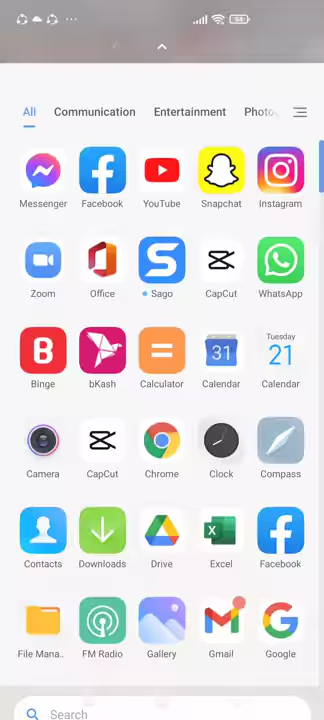 94
All Communication Entertainment Photo
Messenger Facebook YouTube Snapchat Instagram
Zoom Office Sago CapCut WhatsApp
31 Tuesday
21
Binge bKash Calculator Calendar Calendar
Camera CapCut Chrome Clock Compass
Contacts Downloads Drive Excel Facebook
File Mana.. FM Radio Gallery Gmail Google
Search